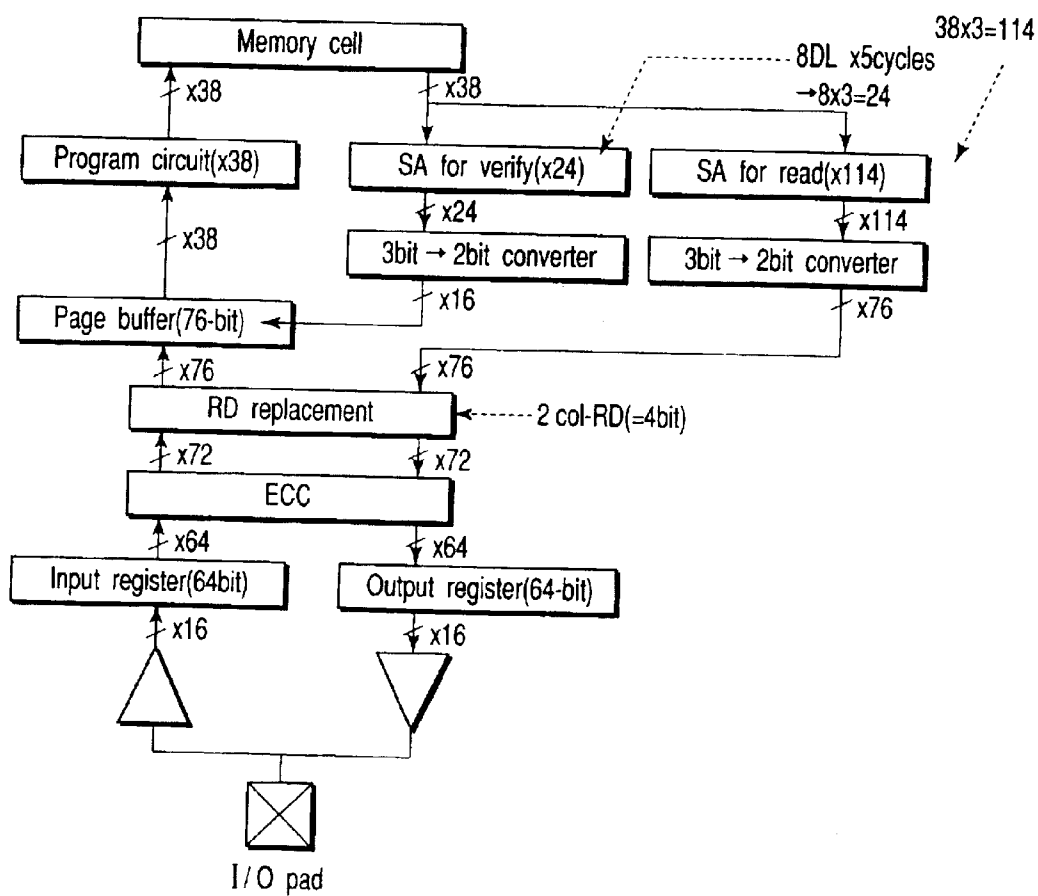 Memory cell
38x3=114
8DL x5cycles
→8x3=24
x38
x38
Program circuit(x38)
SA for verify(x24)
SA for read(x114)
x24
x114
x38
3bit → 2bit converter
3bit → 2bit converter
x16
x76
Page buffer(76-bit)
x76
x76
RD replacement
2 col-RD(=4bit)
x72
x72
ECC
x64
x64
Input register(64bit)
Output register(64-bit)
x16
x16
I/O pad